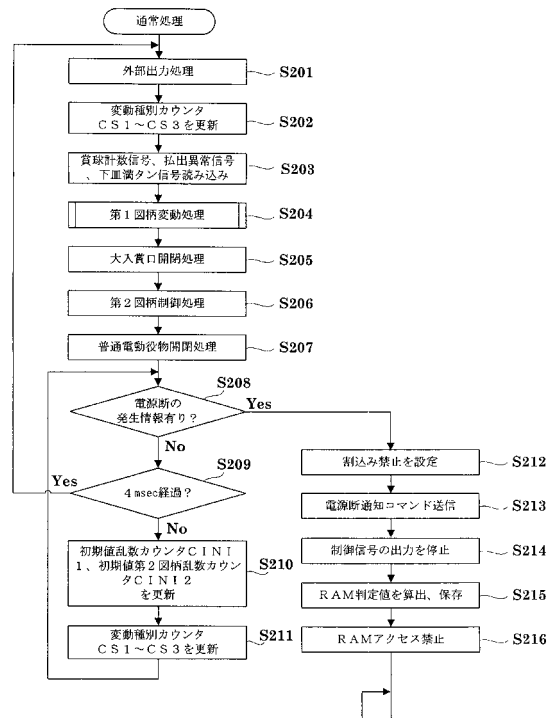 通常処理
外部出力処理
S201
変動種別カウンタ
ＣＳ１～ＣＳ３を更新
S202
賞球計数信号、払出異常信号
、下皿満タン信号読み込み
S203
第１図柄変動処理
S204
大入賞口開閉処理
S205
第２図柄制御処理
S206
普通電動役物開閉処理
S207
S208
電源断の
発生情報有り？
Yes
No
S209
４msec経過？
Yes
No
初期値乱数カウンタＣＩＮＩ
１、初期値第２図柄乱数カウン
タＣＩＮＩ２
を更新
S210
変動種別カウンタ
ＣＳ１～ＣＳ３を更新
S211
割込み禁止を設定
S212
電源断通知コマンド送信
S213
制御信号の出力を停止
S214
ＲＡＭ判定値を算出、保存
S215
ＲＡＭアクセス禁止
S216